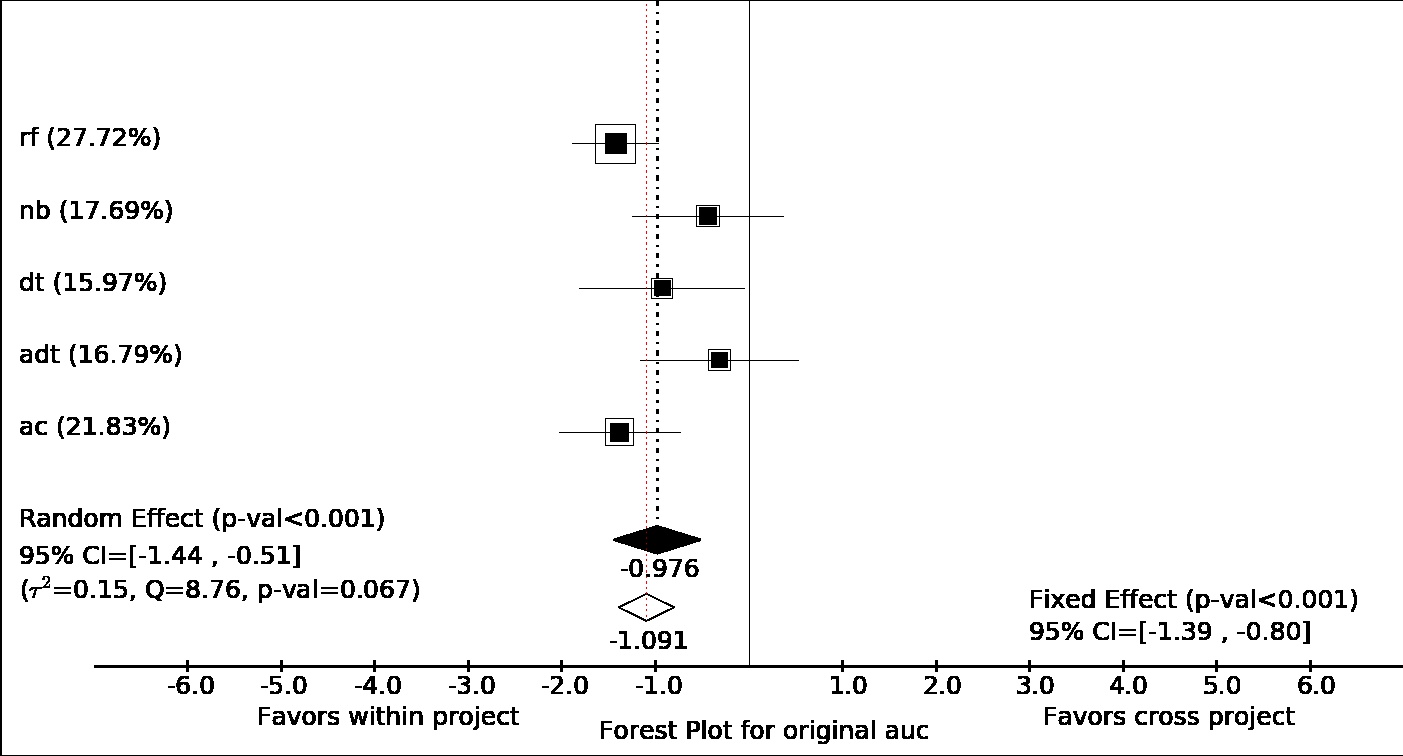 rf (27.72%)
nb (17.69%)
dt (15.97%)
adt (16.79%)
ac (21.83%)
Random Effect (p-val<0.001)
95% CI=[-1.44 , -0.51]
(τ²=0.15, Q=8.76, p-val=0.067)
-0.976
-1.091
Fixed Effect (p-val<0.001)
95% CI=[-1.39 , -0.80]
-6.0 -5.0 -4.0 -3.0 -2.0 -1.0 1.0 2.0 3.0 4.0 5.0 6.0
Favors within project
Forest Plot for original auc
Favors cross project